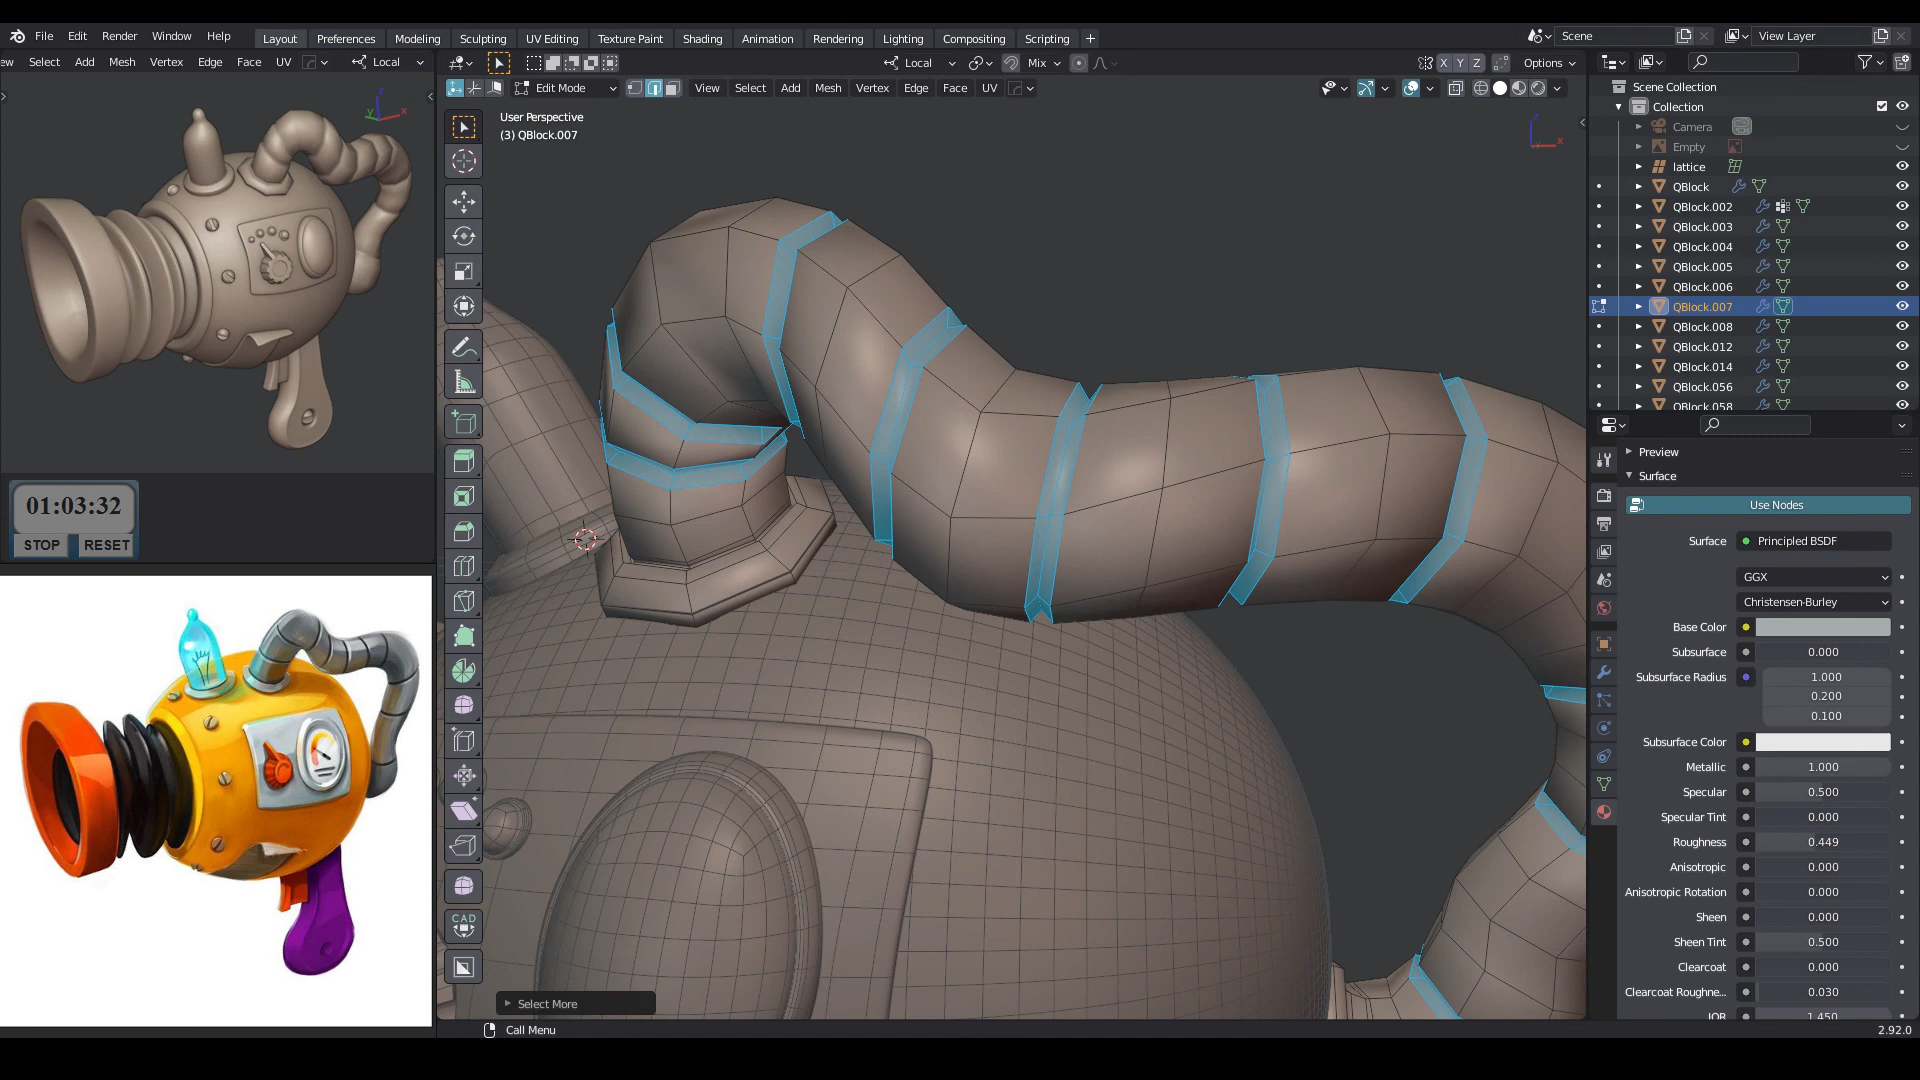 File Edit Render Window Help
Layout Preferences Modeling Sculpting UV Editing Texture Paint Shading Animation Rendering Lighting Compositing Scripting +
Scene
View Layer
ew Select Add Mesh Vertex Edge Face UV Local
Local Mix X Y Z Options
Edit Mode View Select Add Mesh Vertex Edge Face UV
User Perspective
(3) QBlock.007
Z
X
Y
X
Z
01:03:32
STOP RESET
CAD
Select More
Call Menu
Scene Collection
Collection
Camera
Empty
lattice
QBlock
QBlock.002
QBlock.003
QBlock.004
QBlock.005
QBlock.006
QBlock.007
QBlock.008
QBlock.012
QBlock.014
QBlock.056
QBlock.058
Preview
Surface
Use Nodes
Surface Principled BSDF
GGX
Christensen-Burley
Base Color
Subsurface 0.000
Subsurface Radius 1.000
0.200
0.100
Subsurface Color
Metallic 1.000
Specular 0.500
Specular Tint 0.000
Roughness 0.449
Anisotropic 0.000
Anisotropic Rotation 0.000
Sheen 0.000
Sheen Tint 0.500
Clearcoat 0.000
Clearcoat Roughne... 0.030
IOR 1.450
2.92.0